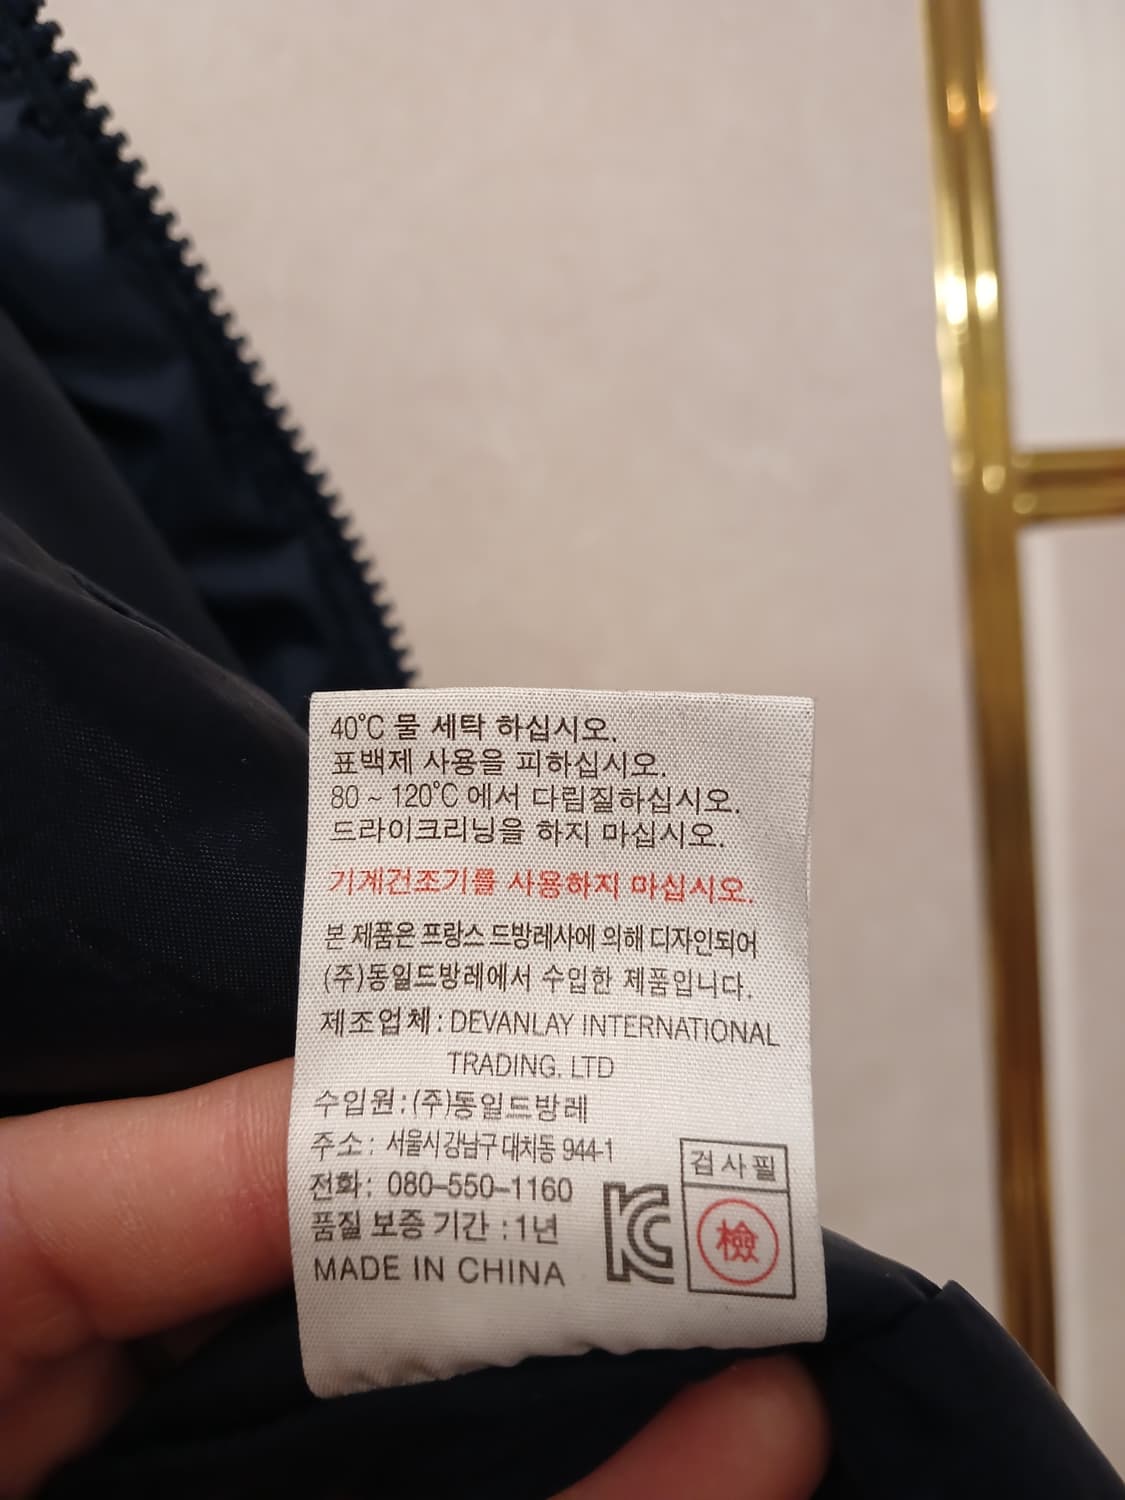 40℃ 물 세탁 하십시오.
표백제 사용을 피하십시오.
80 ~ 120℃ 에서 다림질하십시오.
드라이크리닝을 하지 마십시오.
기계건조기를 사용하지 마십시오.
본 제품은 프랑스 드방레사에 의해 디자인되어
(주)동일드방레에서 수입한 제품입니다.
제조업체: DEVANLAY INTERNATIONAL
TRADING. LTD
수입원: (주)동일드방레
주소: 서울시 강남구 대치동 944-1
전화: 080-550-1160
품질 보증 기간 : 1년
MADE IN CHINA
KC
검사필
檢